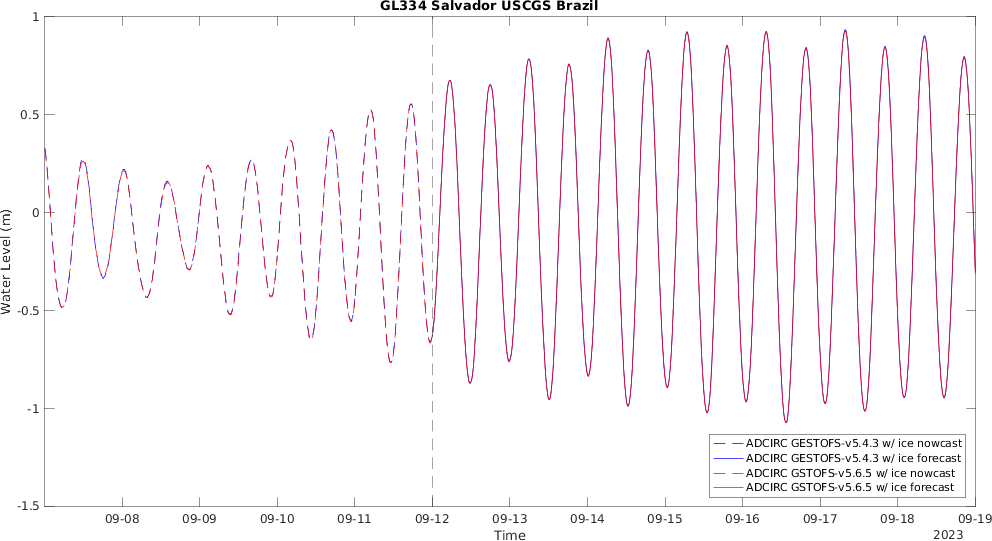 GL334 Salvador USCGS Brazil
1
0.5
0
-0.5
-1
-1.5
Water Level (m)
ADCIRC GESTOFS-v5.4.3 w/ ice nowcast
ADCIRC GESTOFS-v5.4.3 w/ ice forecast
ADCIRC GSTOFS-v5.6.5 w/ ice nowcast
ADCIRC GSTOFS-v5.6.5 w/ ice forecast
09-08 09-09 09-10 09-11 09-12 09-13 09-14 09-15 09-16 09-17 09-18 09-19
Time
2023